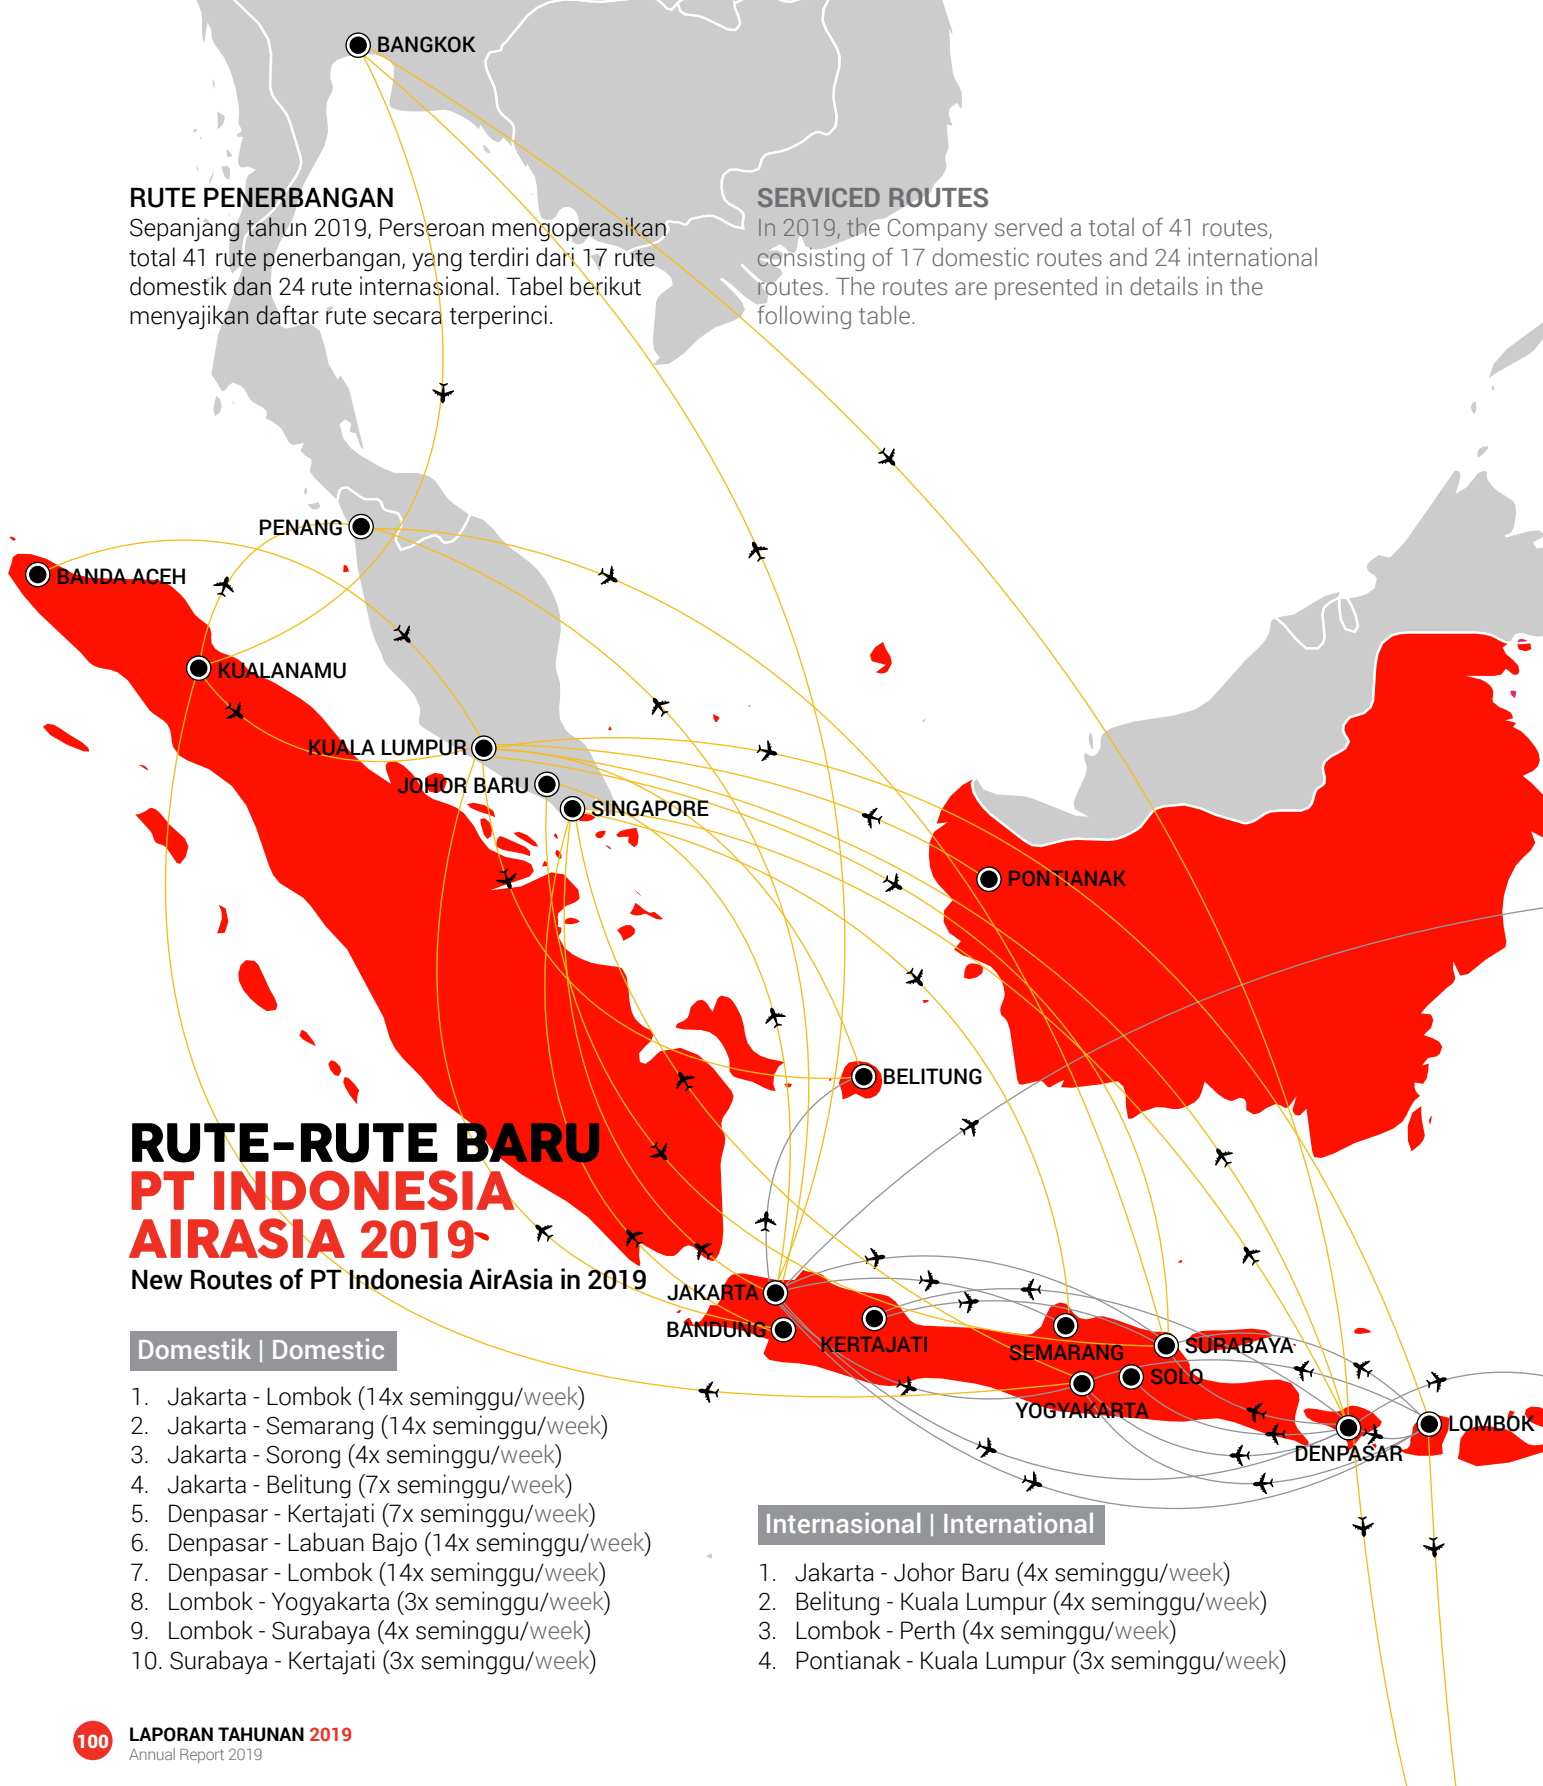 BANGKOK
RUTE PENERBANGAN
Sepanjang tahun 2019, Perseroan mengoperasikan
total 41 rute penerbangan, yang terdiri dari 17 rute
domestik dan 24 rute internasional. Tabel berikut
menyajikan daftar rute secara terperinci.
SERVICED ROUTES
In 2019, the Company served a total of 41 routes,
consisting of 17 domestic routes and 24 international
routes. The routes are presented in details in the
following table.
PENANG
BANDA ACEH
KUALANAMU
KUALA LUMPUR
JOHOR BARU
SINGAPORE
PONTIANAK
BELITUNG
RUTE-RUTE BARU
PT INDONESIA
AIRASIA 2019
New Routes of PT Indonesia AirAsia in 2019
JAKARTA
BANDUNG
KERTAJATI
SEMARANG
SURABAYA
SOLO
YOGYAKARTA
DENPASAR
LOMBOK
Domestik | Domestic
1. Jakarta - Lombok (14x seminggu/week)
2. Jakarta - Semarang (14x seminggu/week)
3. Jakarta - Sorong (4x seminggu/week)
4. Jakarta - Belitung (7x seminggu/week)
5. Denpasar - Kertajati (7x seminggu/week)
6. Denpasar - Labuan Bajo (14x seminggu/week)
7. Denpasar - Lombok (14x seminggu/week)
8. Lombok - Yogyakarta (3x seminggu/week)
9. Lombok - Surabaya (4x seminggu/week)
10. Surabaya - Kertajati (3x seminggu/week)
Internasional | International
1. Jakarta - Johor Baru (4x seminggu/week)
2. Belitung - Kuala Lumpur (4x seminggu/week)
3. Lombok - Perth (4x seminggu/week)
4. Pontianak - Kuala Lumpur (3x seminggu/week)
100
LAPORAN TAHUNAN 2019
Annual Report 2019